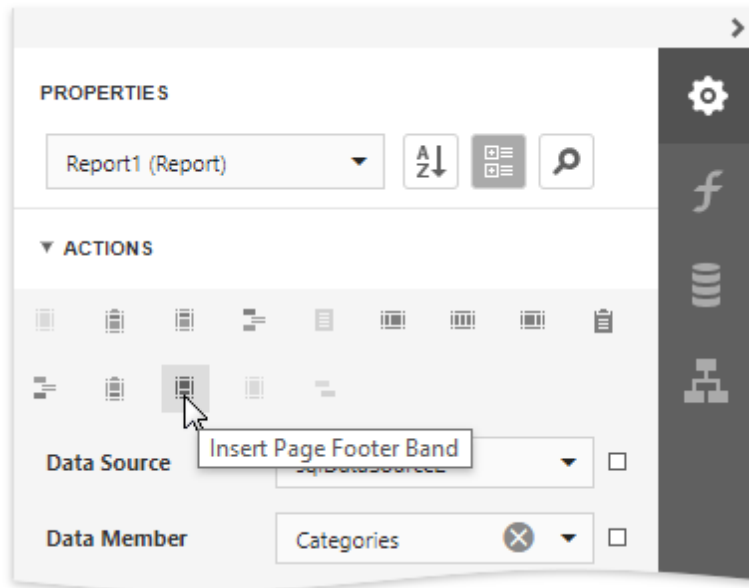 PROPERTIES
Report1 (Report)
A
Z
ACTIONS
Insert Page Footer Band
Data Source
Data Member
Categories